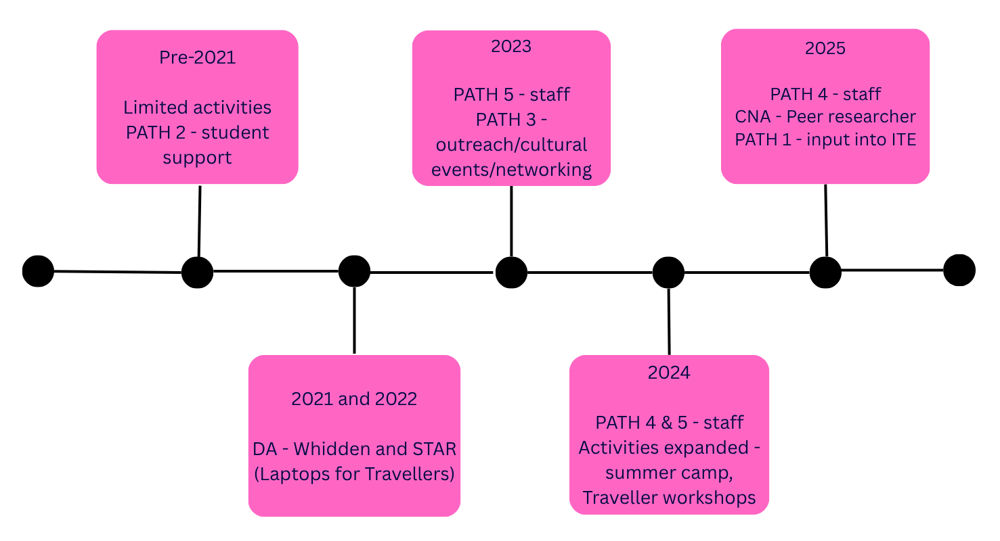 Pre-2021
Limited activities
PATH 2 - student
support
2021 and 2022
DA - Whidden and STAR
(Laptops for Travellers)
2023
PATH 5 - staff
PATH 3 -
outreach/cultural
events/networking
2024
PATH 4 & 5 - staff
Activities expanded -
summer camp,
Traveller workshops
2025
PATH 4 - staff
CNA - Peer researcher
PATH 1 - input into ITE